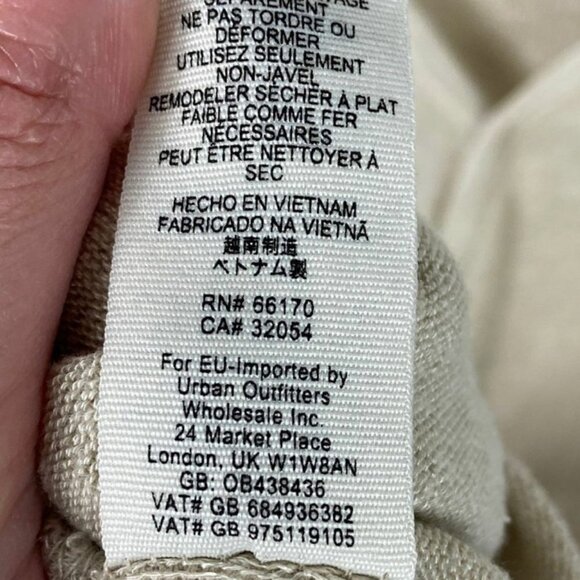 SÉPARÉMENT
NE PAS TORDRE OU
DÉFORMER
UTILISEZ SEULEMENT
NON-JAVEL
REMODELER SÉCHER À PLAT
FAIBLE COMME FER
NÉCESSAIRES
PEUT ÊTRE NETTOYER À
SEC
HECHO EN VIETNAM
FABRICADO NA VIETNÃ
越南制造
ベトナム製
RN# 66170
CA# 32054
For EU-Imported by
Urban Outfitters
Wholesale Inc.
24 Market Place
London, UK W1W8AN
GB: OB438436
VAT# GB 684936382
VAT# GB 975119105